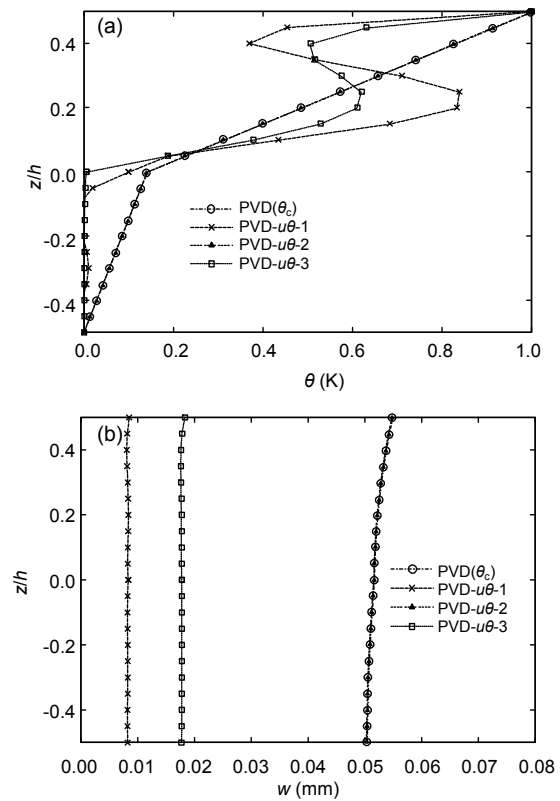 (a)
0.4
0.2
0.0
-0.2
-0.4
z/h
PVD(θc)
PVD-uθ-1
PVD-uθ-2
PVD-uθ-3
0.0 0.2 0.4 0.6 0.8 1.0
θ (K)
(b)
0.4
0.2
0.0
-0.2
-0.4
z/h
PVD(θc)
PVD-uθ-1
PVD-uθ-2
PVD-uθ-3
0.00 0.01 0.02 0.03 0.04 0.05 0.06 0.07 0.08
w (mm)